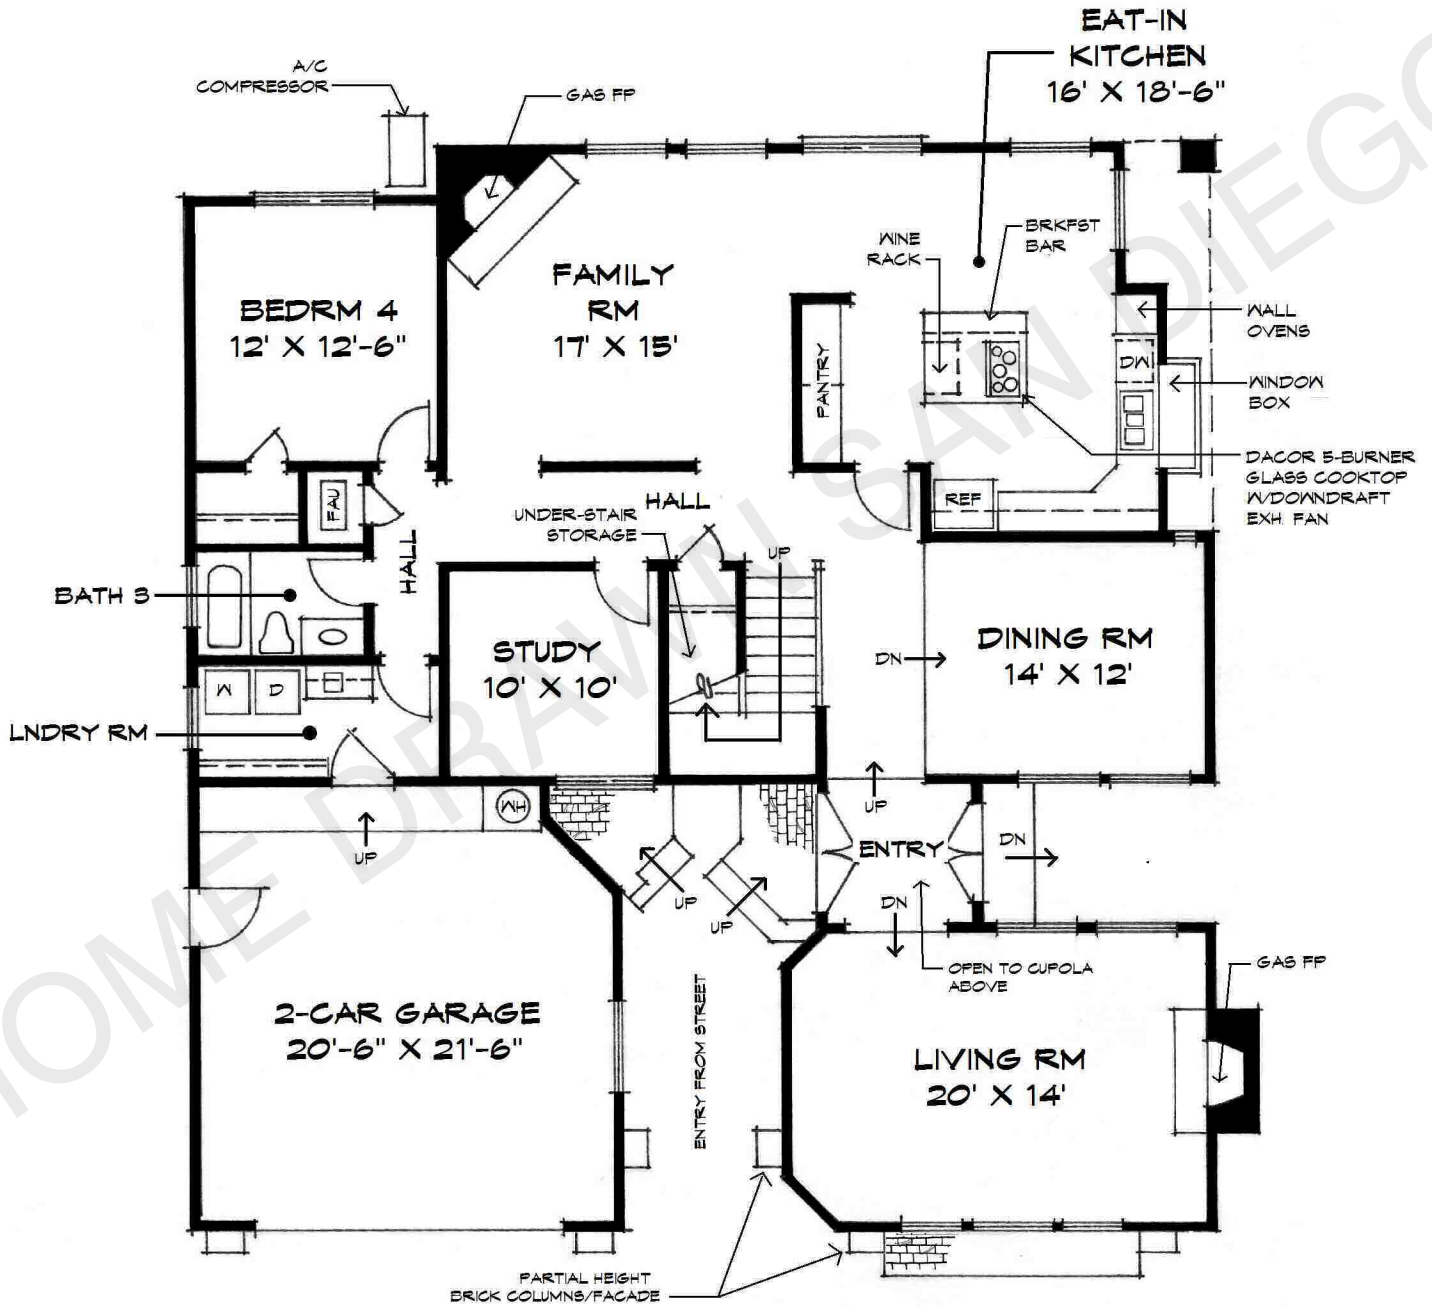 EAT-IN
KITCHEN
16' X 18'-6"
A/C
COMPRESSOR
GAS FP
BRKFST
BAR
WINE
RACK
FAMILY
RM
17' X 15'
BEDRM 4
12' X 12'-6"
WALL
OVENS
DW
PANTRY
WINDOW
BOX
DACOR 5-BURNER
GLASS COOKTOP
W/DOWNDRAFT
EXH. FAN
REF
FAU
HALL
UNDER-STAIR
STORAGE
UP
HALL
BATH 3
STUDY
10' X 10'
DINING RM
14' X 12'
DN
W
D
LNDRY RM
UP
WH
UP
ENTRY
DN
UP
UP
DN
OPEN TO CUPOLA
ABOVE
GAS FP
ENTRY FROM STREET
2-CAR GARAGE
20'-6" X 21'-6"
LIVING RM
20' X 14'
PARTIAL HEIGHT
BRICK COLUMNS/FACADE
HOME DRAWN SAN DIEGO